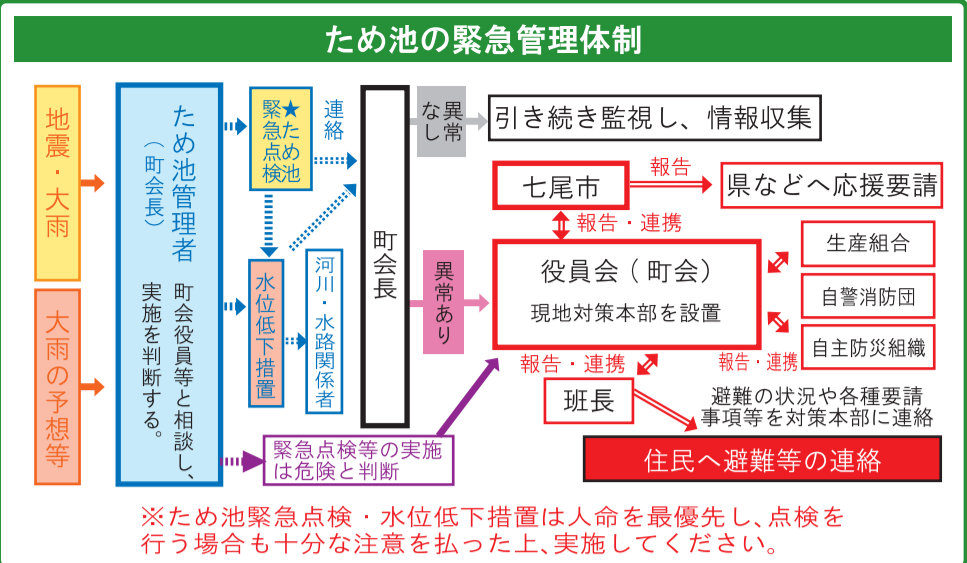 ため池の緊急管理体制
地震・大雨
大雨の予想等
ため池管理者
（町会長）
町会役員等と相談し、
実施を判断する。
★ため池
緊急点検
連絡
水位低下措置
河川・水路関係者
緊急点検等の実施
は危険と判断
町会長
異常
なし
引き続き監視し、情報収集
異常あり
七尾市
報告
県などへ応援要請
報告・連携
役員会（町会）
現地対策本部を設置
生産組合
自警消防団
自主防災組織
報告・連携
報告・連携
班長
避難の状況や各種要請
事項等を対策本部に連絡
住民へ避難等の連絡
※ため池緊急点検・水位低下措置は人命を最優先し、点検を
行う場合も十分な注意を払った上、実施してください。